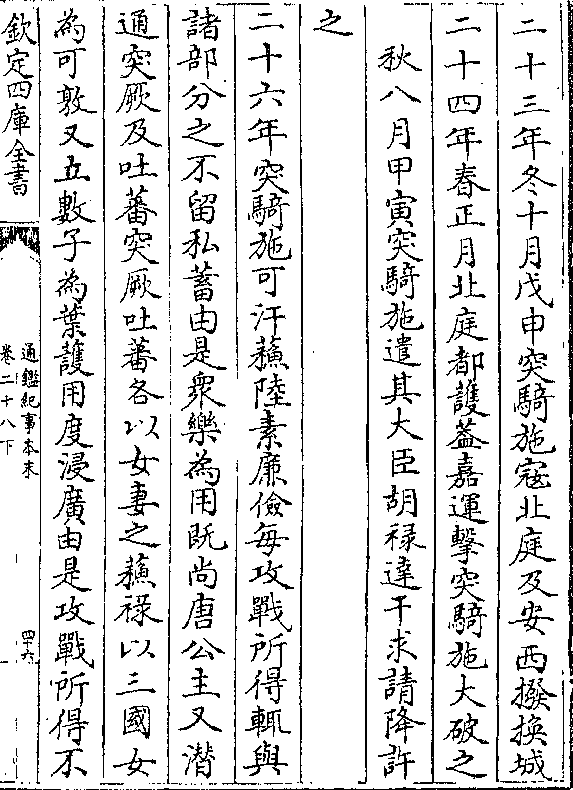 二十三年冬十月戊申突騎施寇北庭及安西撥換城
二十四年春正月北庭都護蓋嘉運擊突騎施大破之
秋八月甲寅突騎施遣其大臣胡祿達干求請降許
之
二十六年突騎施可汗蘇陸素廉儉每攻戰所得輒與
諸部分之不留私蓄由是衆樂為用既尚唐公主又潛
通突厥及吐蕃突厥吐蕃各以女妻之蘇祿以三國女
為可敦又立數子為葉護用度浸廣由是攻戰所得不
欽定四庫全書
通鑑紀事本末
卷二十八下
四十六